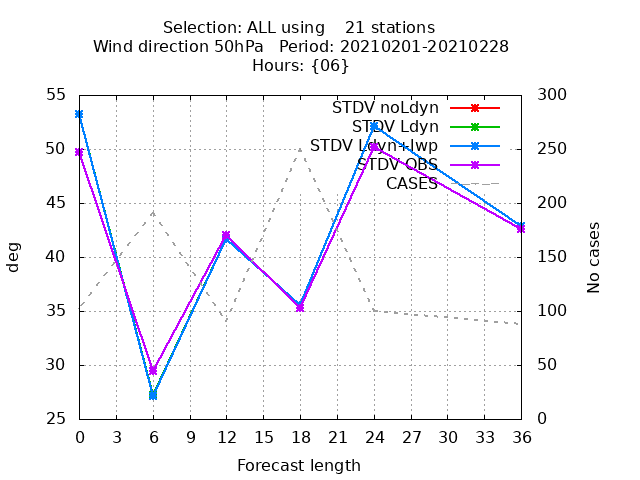 Selection: ALL using    21 stations
Wind direction 50hPa   Period: 20210201-20210228
Hours: {06}
STDV noLdyn
STDV Ldyn
STDV Ldyn+lwp
STDV OBS
CASES
55
50
45
40
35
30
25
300
250
200
150
100
50
0
deg
No cases
0 3 6 9 12 15 18 21 24 27 30 33 36
Forecast length